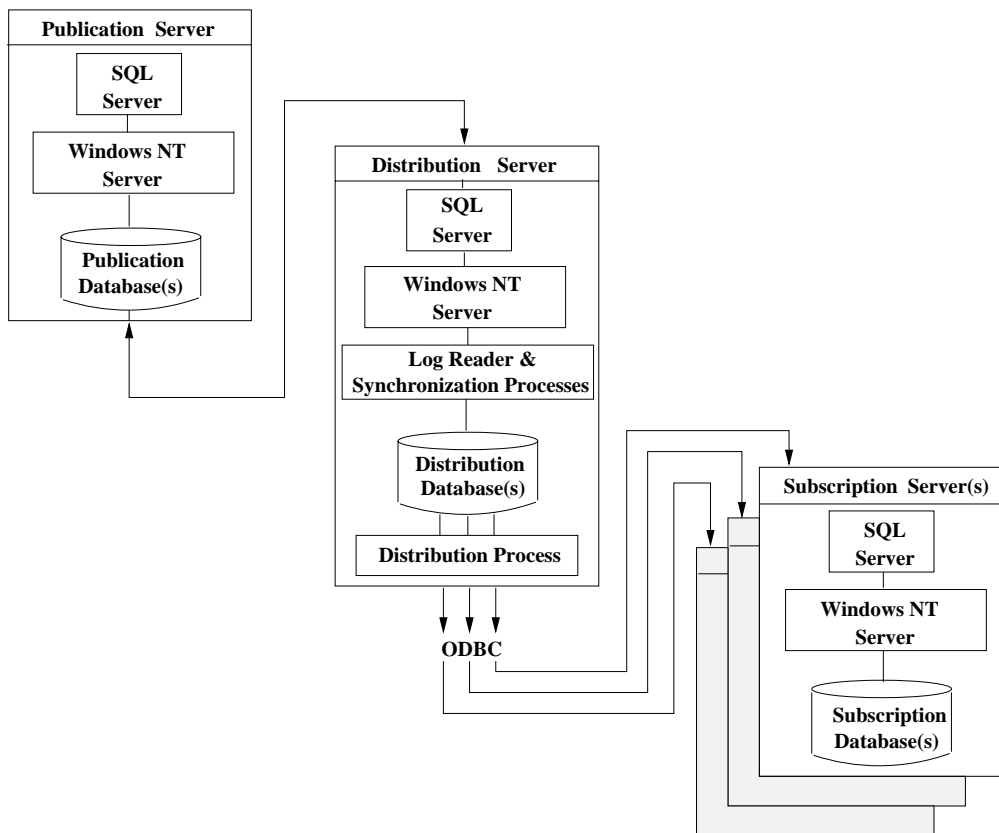 Publication Server
SQL
Server
Windows NT
Server
Publication
Database(s)
Distribution Server
SQL
Server
Windows NT
Server
Log Reader &
Synchronization Processes
Distribution
Database(s)
Distribution Process
ODBC
Subscription Server(s)
SQL
Server
Windows NT
Server
Subscription
Database(s)